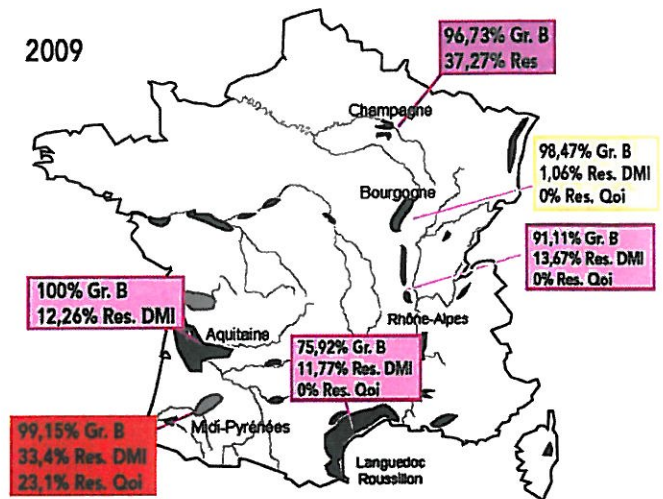 2009
96,73% Gr. B
37,27% Res
Champagne
98,47% Gr. B
1,06% Res. DMI
0% Res. Qoi
Bourgogne
91,11% Gr. B
13,67% Res. DMI
0% Res. Qoi
100% Gr. B
12,26% Res. DMI
Rhône-Alpes
Aquitaine
75,92% Gr. B
11,77% Res. DMI
0% Res. Qoi
99,15% Gr. B
33,4% Res. DMI
23,1% Res. Qoi
Midi-Pyrénées
Languedoc
Roussillon